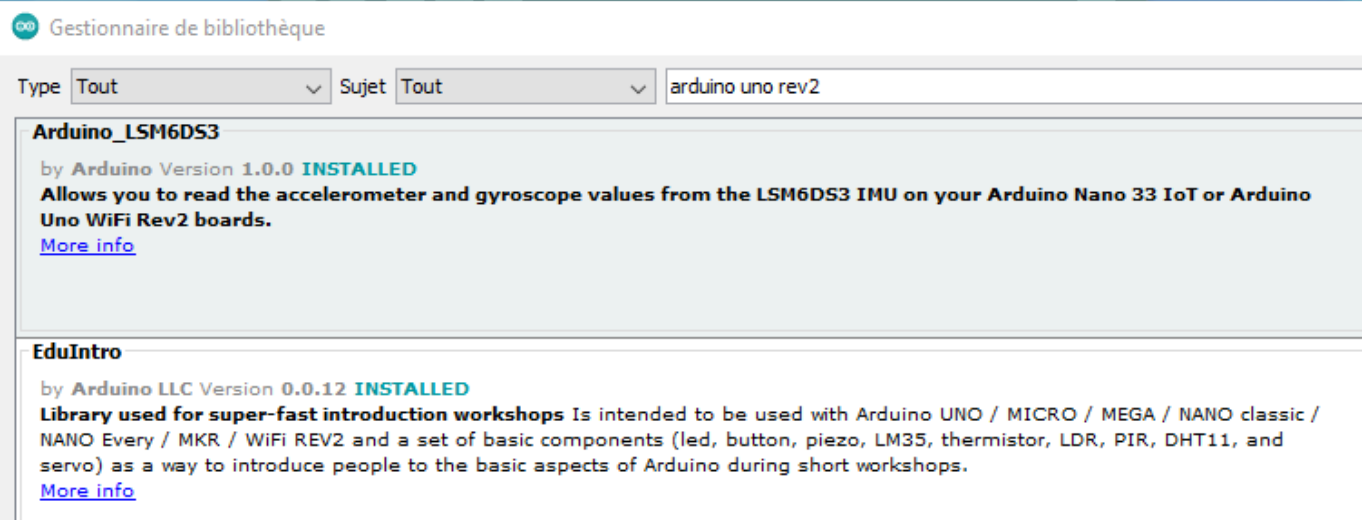 Gestionnaire de bibliothèque
Type Tout Sujet Tout arduino uno rev2
Arduino_LSM6DS3
by Arduino Version 1.0.0 INSTALLED
Allows you to read the accelerometer and gyroscope values from the LSM6DS3 IMU on your Arduino Nano 33 IoT or Arduino
Uno WiFi Rev2 boards.
More info
EduIntro
by Arduino LLC Version 0.0.12 INSTALLED
Library used for super-fast introduction workshops Is intended to be used with Arduino UNO / MICRO / MEGA / NANO classic /
NANO Every / MKR / WiFi REV2 and a set of basic components (led, button, piezo, LM35, thermistor, LDR, PIR, DHT11, and
servo) as a way to introduce people to the basic aspects of Arduino during short workshops.
More info